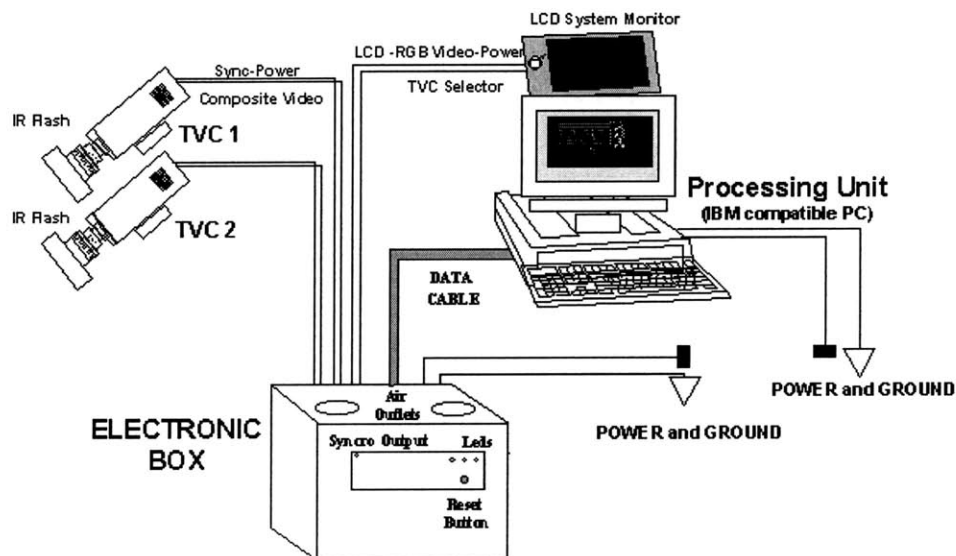 LCD System Monitor
LCD -RGB Video-Power
TVC Selector
Sync-Power
Composite Video
IR Flash
TVC 1
IR Flash
TVC 2
Processing Unit
(IBM compatible PC)
DATA
CABLE
POWER and GROUND
POWER and GROUND
ELECTRONIC
BOX
Air
Outlets
Syncro Output
Leds
Reset
Button